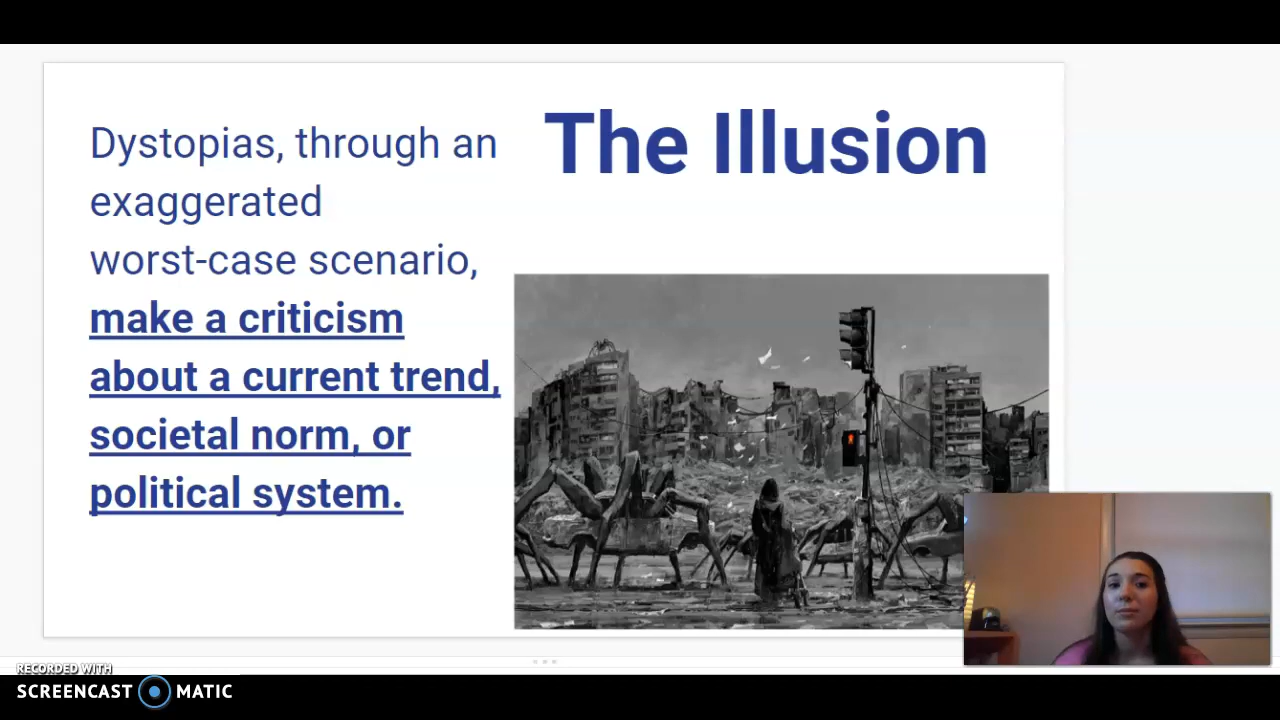 The Illusion
Dystopias, through an
exaggerated
worst-case scenario,
make a criticism
about a current trend,
societal norm, or
political system.
RECORDED WITH
SCREENCAST MATIC